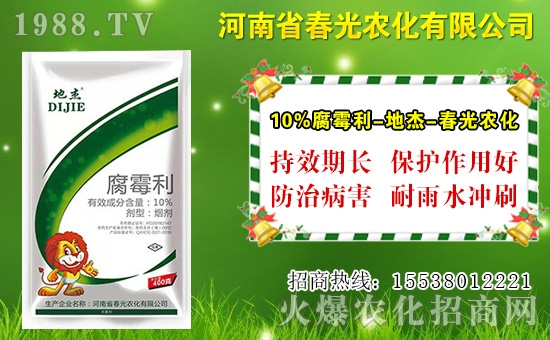 1988.TV
河南省春光农化有限公司
地杰
DIJIE
腐霉利
有效成分含量：10%
剂型：烟剂
400克
生产企业名称：河南省春光农化有限公司
10%腐霉利-地杰-春光农化
持效期长 保护作用好
防治病害 耐雨水冲刷
招商热线：15538012221
火爆农化招商网